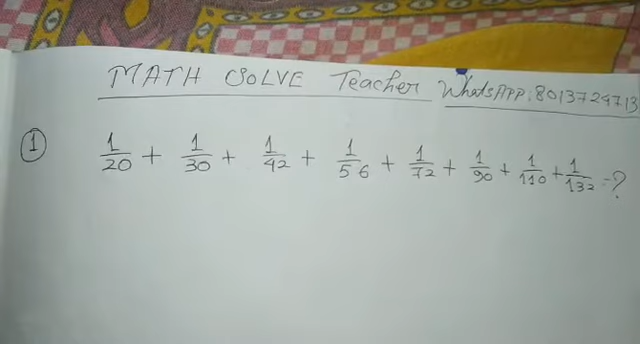 MATH SOLVE Teacher WhatsAPP: 8013729713
1 1/20 + 1/30 + 1/42 + 1/56 + 1/72 + 1/90 + 1/110 + 1/132 = ?